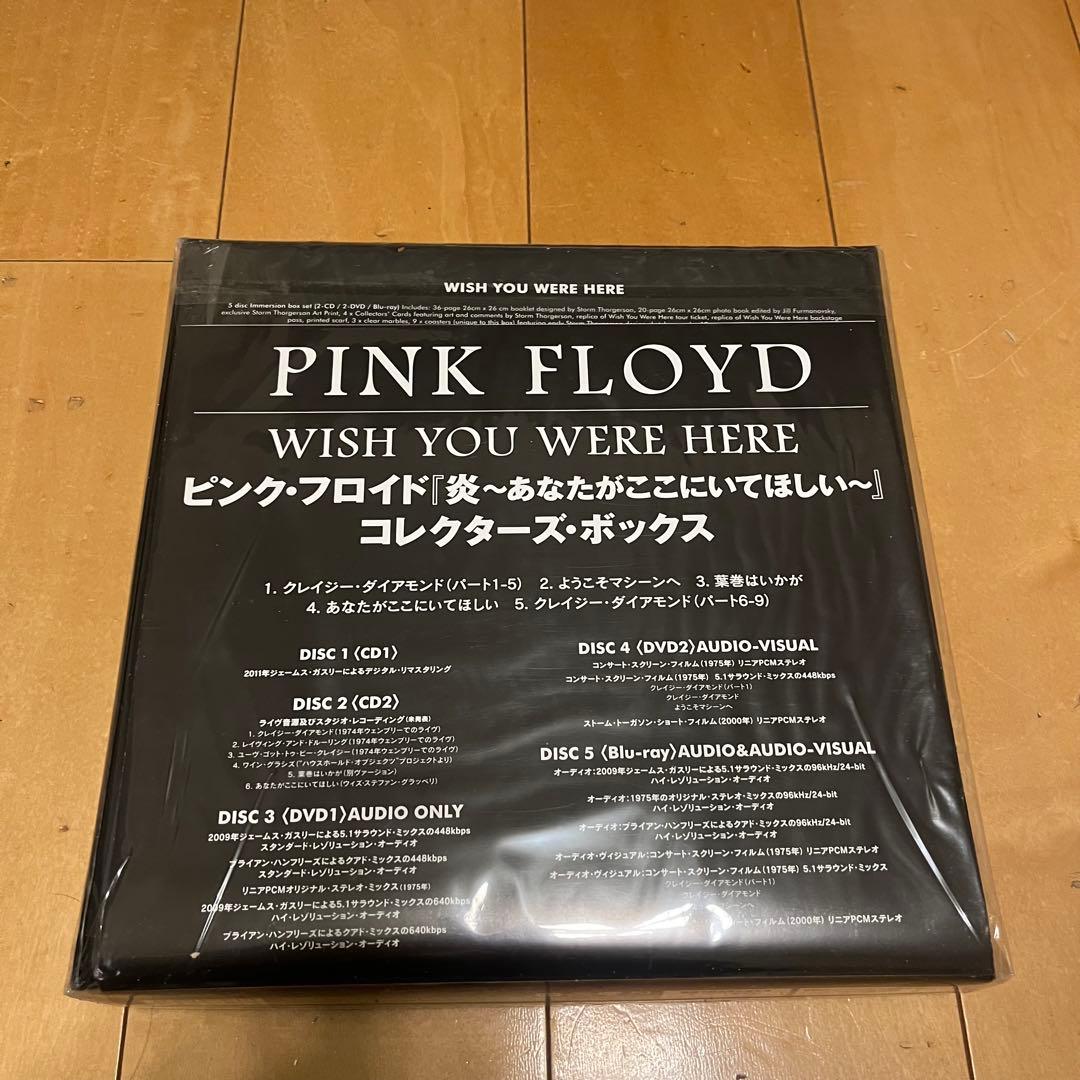 WISH YOU WERE HERE
5 disc Immersion box set (2-CD / 2-DVD / Blu-ray) Includes: 36-page 26cm x 26 cm booklet designed by Storm Thorgerson, 20-page 26cm x 26cm photo book edited by Jill Furmanovsky,
exclusive Storm Thorgerson Art Print, 4 x Collectors' Cards featuring art and comments by Storm Thorgerson, replica of Wish You Were Here tour ticket, replica of Wish You Were Here backstage
pass, printed scarf, 3 x clear marbles, 9 x coasters (unique to this box) featuring early Storm Thorgerson
PINK FLOYD
WISH YOU WERE HERE
ピンク・フロイド『炎～あなたがここにいてほしい～』
コレクターズ・ボックス
1. クレイジー・ダイアモンド(パート1-5) 2. ようこそマシーンへ 3. 葉巻はいかが
4. あなたがここにいてほしい 5. クレイジー・ダイアモンド(パート6-9)
DISC 1〈CD1〉
2011年ジェームス・ガスリーによるデジタル・リマスタリング
DISC 2〈CD2〉
ライヴ音源及びスタジオ・レコーディング(未発表)
1. クレイジー・ダイアモンド(1974年ウェンブリーでのライヴ)
2. レイヴィング・アンド・ドルーリング(1974年ウェンブリーでのライヴ)
3. ユーヴ・ゴット・トゥ・ビー・クレイジー(1974年ウェンブリーでのライヴ)
4. ワイン・グラシズ("ハウスホールド・オブジェクツ"プロジェクトより)
5. 葉巻はいかが(別ヴァージョン)
6. あなたがここにいてほしい(ウィズ・ステファン・グラッペリ)
DISC 3〈DVD1〉AUDIO ONLY
2009年ジェームス・ガスリーによる5.1サラウンド・ミックスの448kbps
スタンダード・レゾリューション・オーディオ
ブライアン・ハンフリーズによるクアド・ミックスの448kbps
スタンダード・レゾリューション・オーディオ
リニアPCMオリジナル・ステレオ・ミックス(1975年)
2009年ジェームス・ガスリーによる5.1サラウンド・ミックスの640kbps
ハイ・レゾリューション・オーディオ
ブライアン・ハンフリーズによるクアド・ミックスの640kbps
ハイ・レゾリューション・オーディオ
DISC 4〈DVD2〉AUDIO-VISUAL
コンサート・スクリーン・フィルム(1975年) リニアPCMステレオ
コンサート・スクリーン・フィルム(1975年) 5.1サラウンド・ミックスの448kbps
クレイジー・ダイアモンド(パート1)
クレイジー・ダイアモンド
ようこそマシーンへ
ストーム・トーガソン・ショート・フィルム(2000年) リニアPCMステレオ
DISC 5〈Blu-ray〉AUDIO&AUDIO-VISUAL
オーディオ:2009年ジェームス・ガスリーによる5.1サラウンド・ミックスの96kHz/24-bit
ハイ・レゾリューション・オーディオ
オーディオ:1975年のオリジナル・ステレオ・ミックスの96kHz/24-bit
ハイ・レゾリューション・オーディオ
オーディオ:ブライアン・ハンフリーズによるクアド・ミックスの96kHz/24-bit
ハイ・レゾリューション・オーディオ
オーディオ・ヴィジュアル:コンサート・スクリーン・フィルム(1975年) リニアPCMステレオ
オーディオ・ヴィジュアル:コンサート・スクリーン・フィルム(1975年) 5.1サラウンド・ミックス
クレイジー・ダイアモンド(パート1)
クレイジー・ダイアモンド
シーンへ
ショート・フィルム(2000年) リニアPCMステレオ